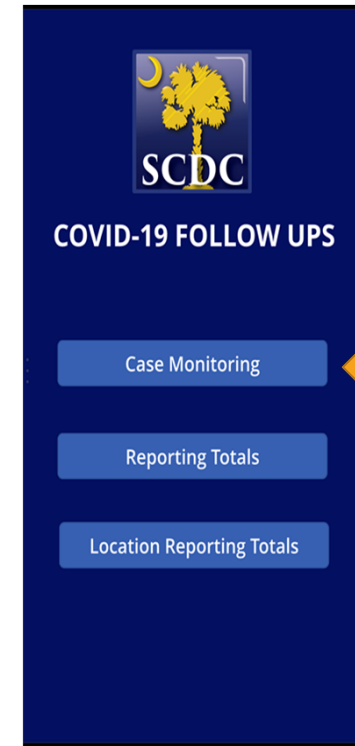 SCDC
COVID-19 FOLLOW UPS
Case Monitoring
Reporting Totals
Location Reporting Totals